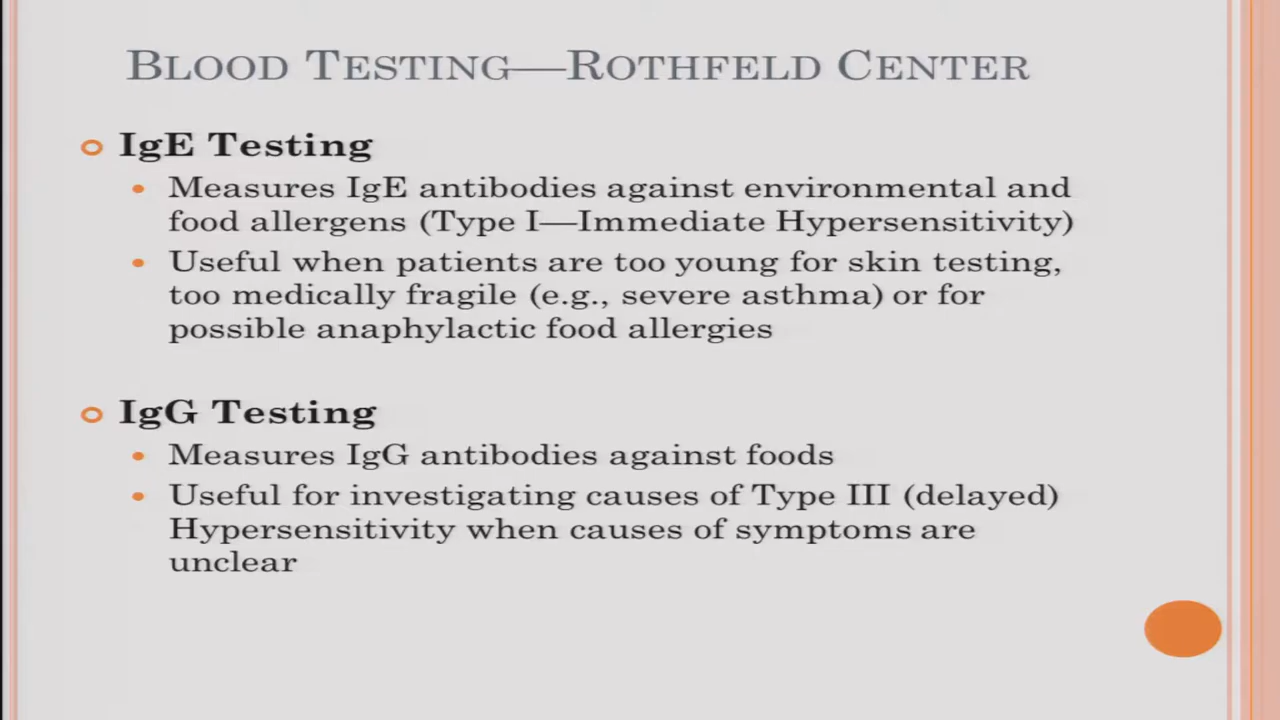 BLOOD TESTING—ROTHFELD CENTER
IgE Testing
Measures IgE antibodies against environmental and
food allergens (Type I—Immediate Hypersensitivity)
Useful when patients are too young for skin testing,
too medically fragile (e.g., severe asthma) or for
possible anaphylactic food allergies
IgG Testing
Measures IgG antibodies against foods
Useful for investigating causes of Type III (delayed)
Hypersensitivity when causes of symptoms are
unclear